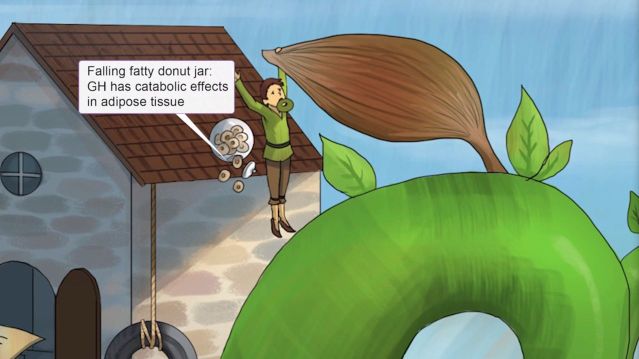 Falling fatty donut jar:
GH has catabolic effects
in adipose tissue